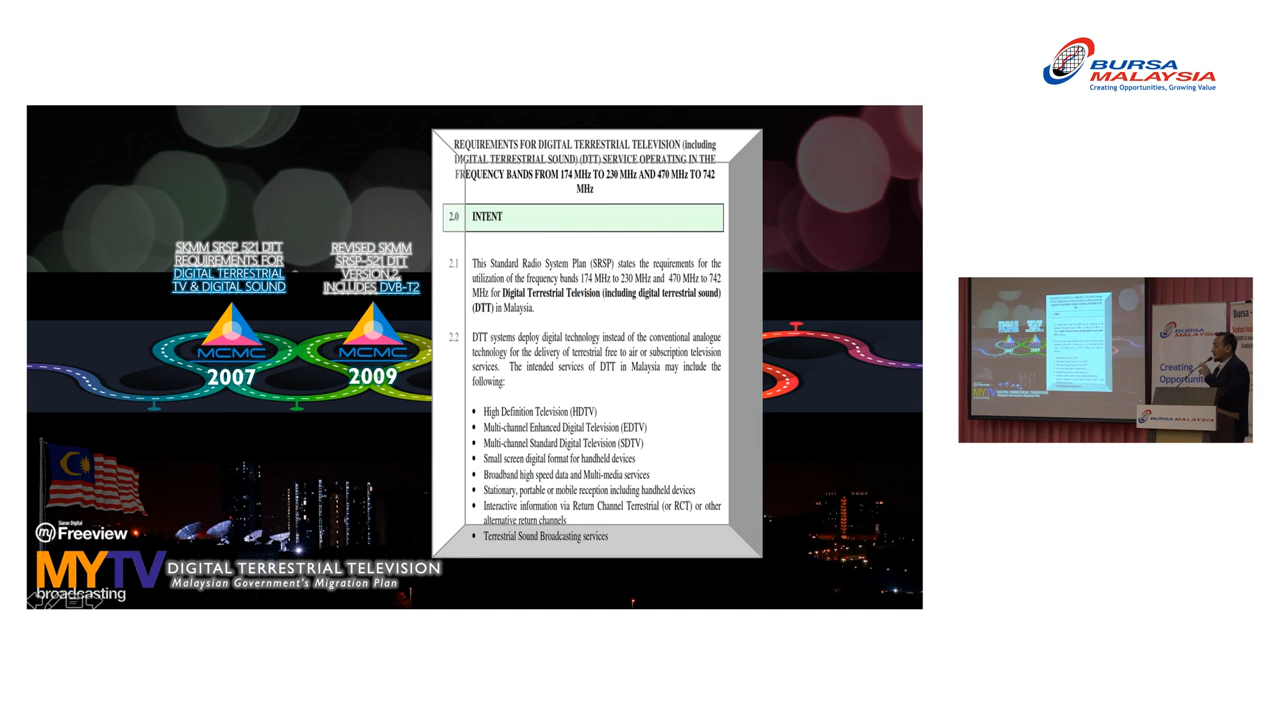 BURSA
MALAYSIA
Creating Opportunities, Growing Value
REQUIREMENTS FOR DIGITAL TERRESTRIAL TELEVISION (including
DIGITAL TERRESTRIAL SOUND) (DTT) SERVICE OPERATING IN THE
FREQUENCY BANDS FROM 174 MHz TO 230 MHz AND 470 MHz TO 742
MHz
2.0 INTENT
2.1 This Standard Radio System Plan (SRSP) states the requirements for the
utilization of the frequency bands 174 MHz to 230 MHz and 470 MHz to 742
MHz for Digital Terrestrial Television (including digital terrestrial sound)
(DTT) in Malaysia.
2.2 DTT systems deploy digital technology instead of the conventional analogue
technology for the delivery of terrestrial free to air or subscription television
services. The intended services of DTT in Malaysia may include the
following:
• High Definition Television (HDTV)
• Multi-channel Enhanced Digital Television (EDTV)
• Multi-channel Standard Digital Television (SDTV)
• Small screen digital format for handheld devices
• Broadband high speed data and Multi-media services
• Stationary, portable or mobile reception including handheld devices
• Interactive information via Return Channel Terrestrial (or RCT) or other
alternative return channels
• Terrestrial Sound Broadcasting services
SKMM SRSP 521 DTT
REQUIREMENTS FOR
DIGITAL TERRESTRIAL
TV & DIGITAL SOUND
MCMC
2007
REVISED SKMM
SRSP-521 DTT
VERSION 2,
INCLUDES DVB-T2
MCMC
2009
Siaran Digital
my Freeview
MYTV
broadcasting
DIGITAL TERRESTRIAL TELEVISION
Malaysian Government's Migration Plan
BURSA
MALAYSIA
Creating
Bursa
BURSA MALAYSIA